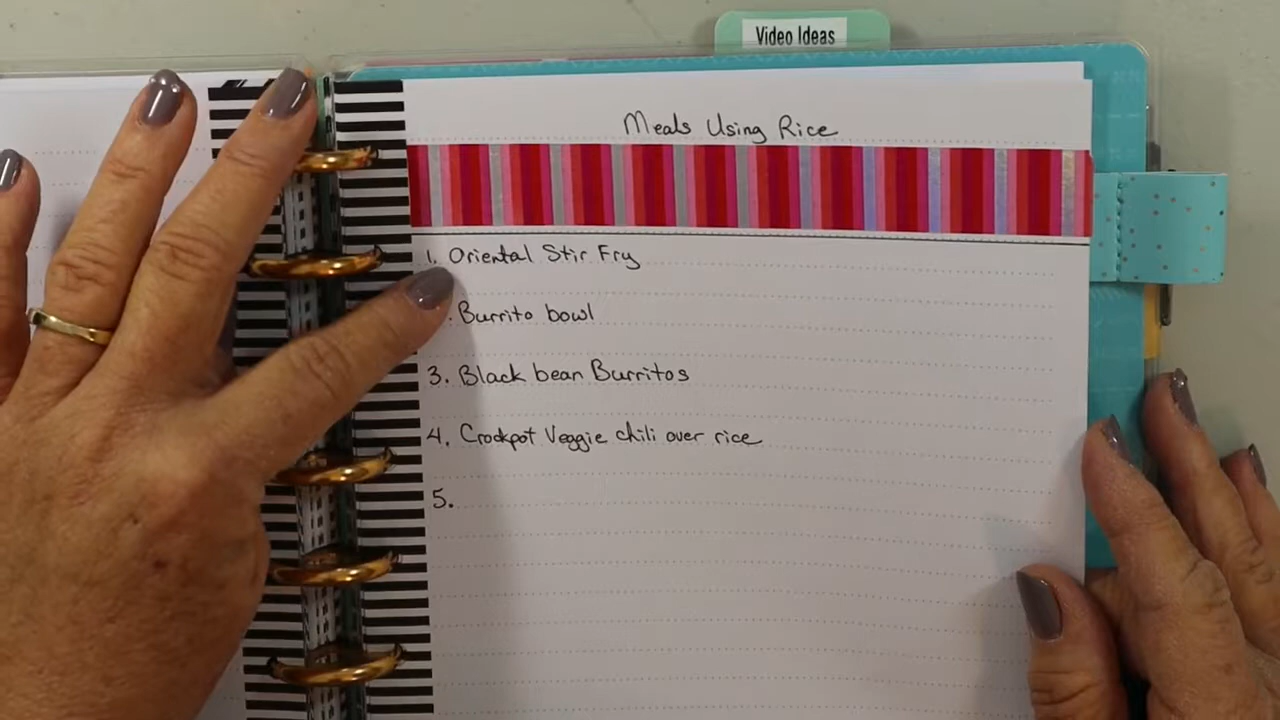 Video Ideas
Meals Using Rice
1. Oriental Stir Fry
. Burrito bowl
3. Black bean Burritos
4. Crockpot Veggie chili over rice
5.